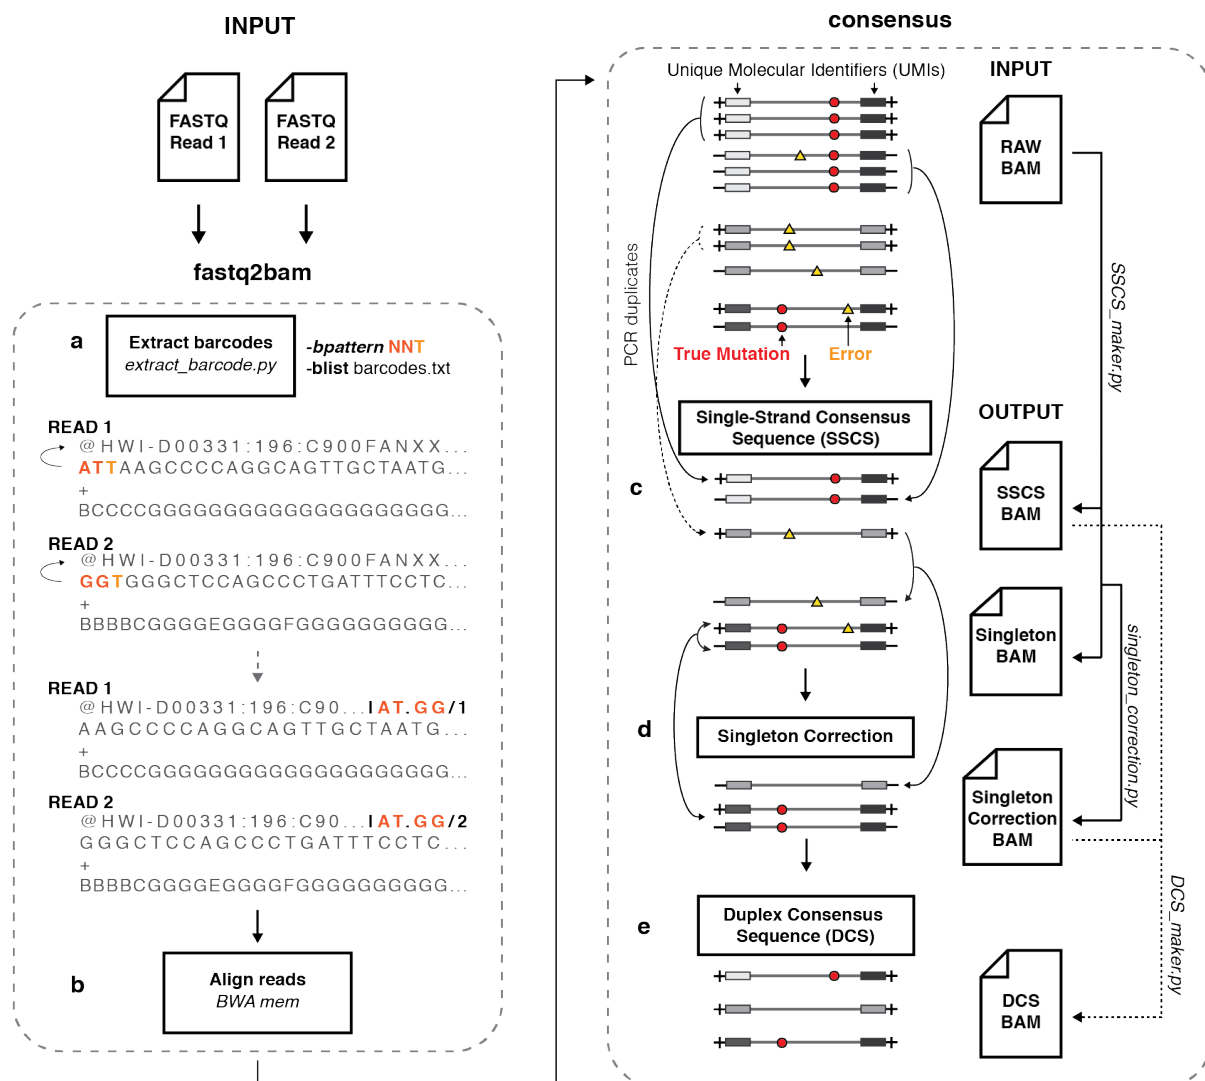 INPUT
FASTQ
Read 1
FASTQ
Read 2
fastq2bam
a
Extract barcodes
extract_barcode.py
-bpattern NNT
-blist barcodes.txt
READ 1
@HWI-D00331:196:C900FANXX...
ATTAAGCCCCAGGCAGTTGCTAATG...
+
BCCCCGGGGGGGGGGGGGGGGGGGG...
READ 2
@HWI-D00331:196:C900FANXX...
GGTGGGCTCCAGCCCTGATTTCCTC...
+
BBBBCGGGGEGGGGFGGGGGGGGGG...
READ 1
@HWI-D00331:196:C90...|AT.GG/1
AAGCCCCAGGCAGTTGCTAATG...
+
BCCCCGGGGGGGGGGGGGGGGGGGG...
READ 2
@HWI-D00331:196:C90...|AT.GG/2
GGGCTCCAGCCCTGATTTCCTC...
+
BBBBCGGGGEGGGGFGGGGGGGGGG...
b
Align reads
BWA mem
consensus
Unique Molecular Identifiers (UMIs)
PCR duplicates
True Mutation
Error
Single-Strand Consensus
Sequence (SSCS)
c
d
Singleton Correction
e
Duplex Consensus
Sequence (DCS)
INPUT
RAW
BAM
SSCS_maker.py
OUTPUT
SSCS
BAM
Singleton
BAM
singleton_correction.py
Singleton
Correction
BAM
DCS_maker.py
DCS
BAM